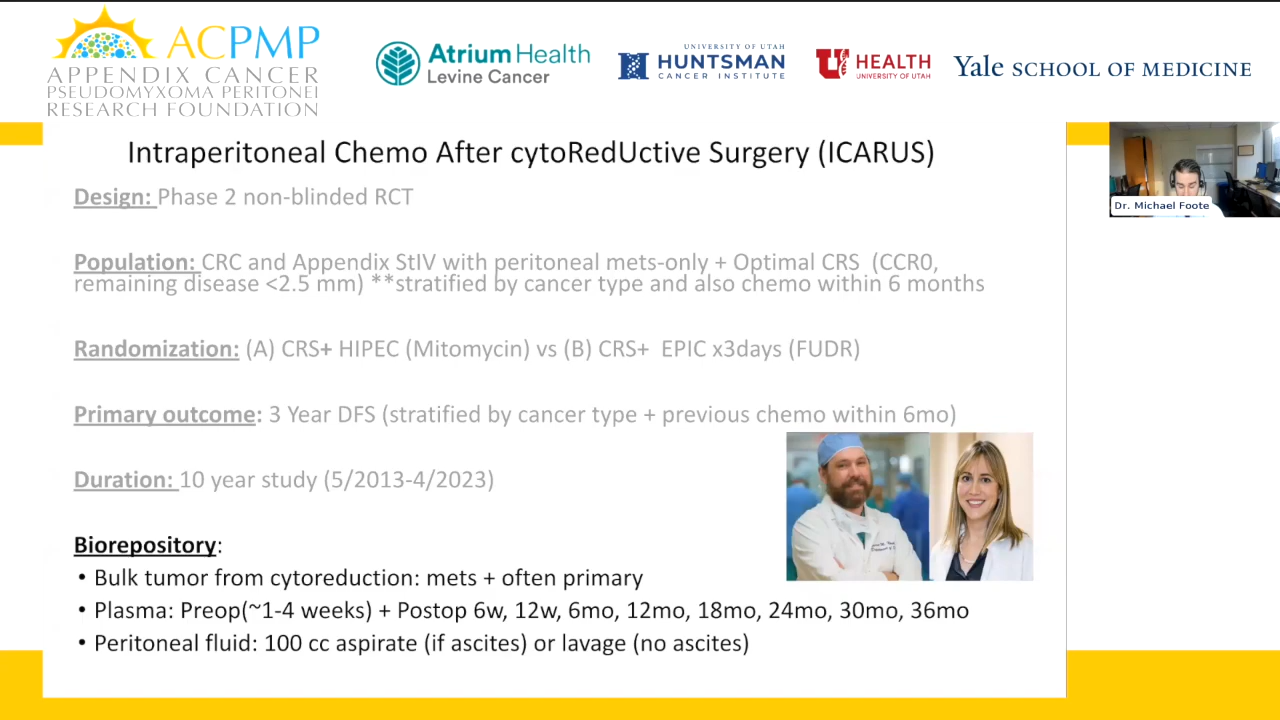 ACPMP
APPENDIX CANCER
PSEUDOMYXOMA PERITONEI
RESEARCH FOUNDATION
Atrium Health
Levine Cancer
UNIVERSITY OF UTAH
HUNTSMAN
CANCER INSTITUTE
U HEALTH
UNIVERSITY OF UTAH
Yale SCHOOL OF MEDICINE
Intraperitoneal Chemo After cytoRedUctive Surgery (ICARUS)
Design: Phase 2 non-blinded RCT
Population: CRC and Appendix StIV with peritoneal mets-only + Optimal CRS (CCR0,
remaining disease <2.5 mm) **stratified by cancer type and also chemo within 6 months
Randomization: (A) CRS+ HIPEC (Mitomycin) vs (B) CRS+ EPIC x3days (FUDR)
Primary outcome: 3 Year DFS (stratified by cancer type + previous chemo within 6mo)
Duration: 10 year study (5/2013-4/2023)
Biorepository:
• Bulk tumor from cytoreduction: mets + often primary
• Plasma: Preop(~1-4 weeks) + Postop 6w, 12w, 6mo, 12mo, 18mo, 24mo, 30mo, 36mo
• Peritoneal fluid: 100 cc aspirate (if ascites) or lavage (no ascites)
Dr. Michael Foote